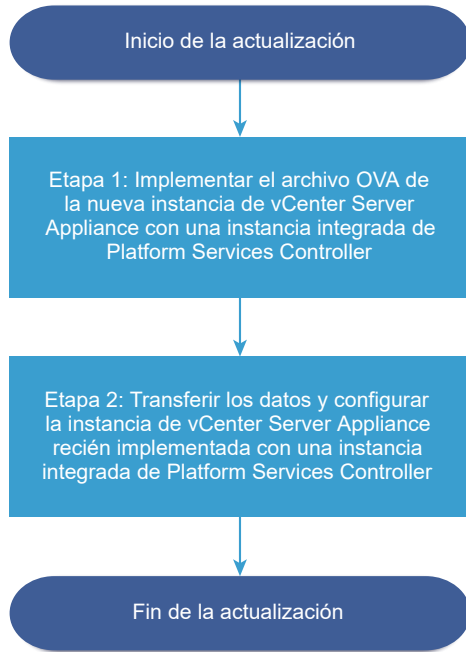 Inicio de la actualización
Etapa 1: Implementar el archivo OVA de
la nueva instancia de vCenter Server
Appliance con una instancia integrada de
Platform Services Controller
Etapa 2: Transferir los datos y configurar
la instancia de vCenter Server Appliance
recién implementada con una instancia
integrada de Platform Services Controller
Fin de la actualización